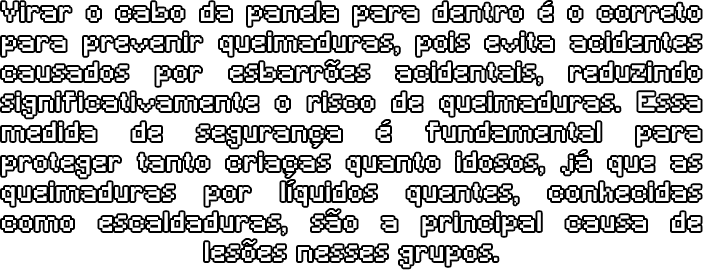 Virar o cabo da panela para dentro é o correto
para prevenir queimaduras, pois evita acidentes
causados por esbarrões acidentais, reduzindo
significativamente o risco de queimaduras. Essa
medida de segurança é fundamental para
proteger tanto criaças quanto idosos, já que as
queimaduras por líquidos quentes, conhecidas
como escaldaduras, são a principal causa de
lesões nesses grupos.